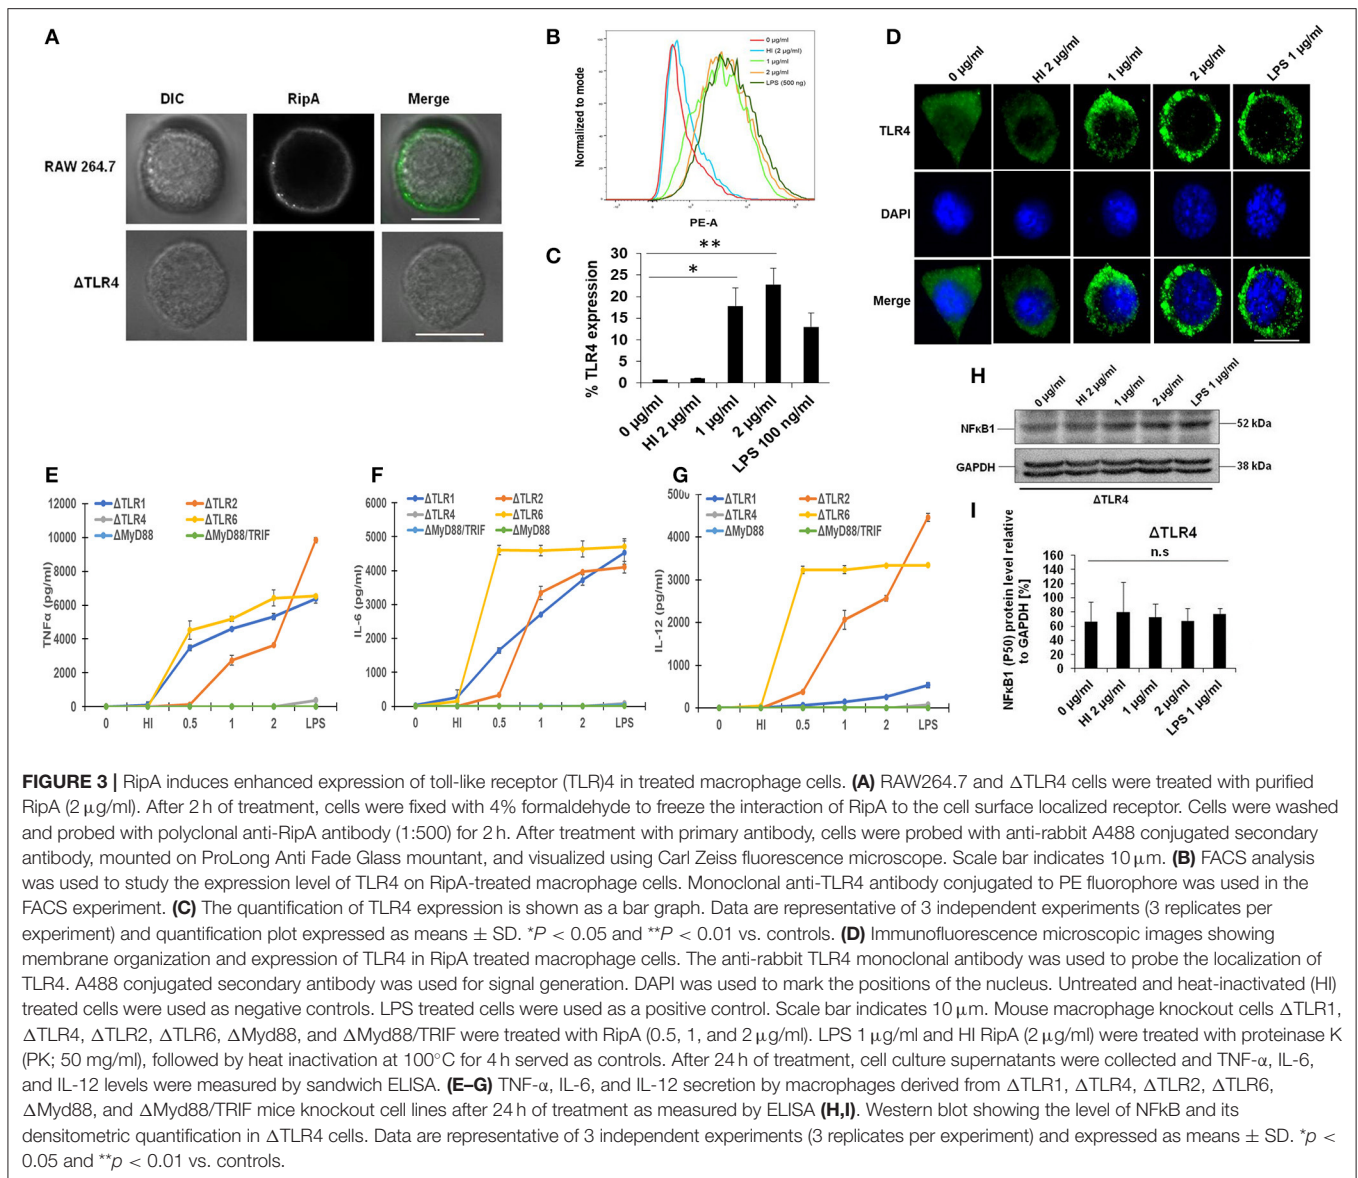 A
DIC RipA Merge
RAW 264.7
ΔTLR4
B
Normalized to mode
0 µg/ml
HI (2 µg/ml)
1 µg/ml
2 µg/ml
LPS (500 ng)
PE-A
C
% TLR4 expression
30
25
20
15
10
5
0
*
**
0 µg/ml
HI 2 µg/ml
1 µg/ml
2 µg/ml
LPS 100 ng/ml
D
0 µg/ml
HI 2 µg/ml
1 µg/ml
2 µg/ml
LPS 1 µg/ml
TLR4
DAPI
Merge
E
TNFα (pg/ml)
12000
10000
8000
6000
4000
2000
0
ΔTLR1 ΔTLR2
ΔTLR4 ΔTLR6
ΔMyD88 ΔMyD88/TRIF
0 HI 0.5 1 2 LPS
F
IL-6 (pg/ml)
6000
5000
4000
3000
2000
1000
0
ΔTLR1 ΔTLR2
ΔTLR4 ΔTLR6
ΔMyD88/TRIF ΔMyD88
0 HI 0.5 1 2 LPS
G
IL-12 (pg/ml)
5000
4000
3000
2000
1000
0
ΔTLR1 ΔTLR2
ΔTLR4 ΔTLR6
ΔMyD88/TRIF ΔMyD88
0 HI 0.5 1 2 LPS
H
0 µg/ml
HI 2 µg/ml
1 µg/ml
2 µg/ml
LPS 1 µg/ml
NFκB1 52 kDa
GAPDH 38 kDa
ΔTLR4
I
ΔTLR4
NFκB1 (P50) protein level relative
to GAPDH [%]
160
140
120
100
80
60
40
20
0
n.s
0 µg/ml
HI 2 µg/ml
1 µg/ml
2 µg/ml
LPS 1 µg/ml
FIGURE 3 | RipA induces enhanced expression of toll-like receptor (TLR)4 in treated macrophage cells. (A) RAW264.7 and ΔTLR4 cells were treated with purified
RipA (2 µg/ml). After 2 h of treatment, cells were fixed with 4% formaldehyde to freeze the interaction of RipA to the cell surface localized receptor. Cells were washed
and probed with polyclonal anti-RipA antibody (1:500) for 2 h. After treatment with primary antibody, cells were probed with anti-rabbit A488 conjugated secondary
antibody, mounted on ProLong Anti Fade Glass mountant, and visualized using Carl Zeiss fluorescence microscope. Scale bar indicates 10 µm. (B) FACS analysis
was used to study the expression level of TLR4 on RipA-treated macrophage cells. Monoclonal anti-TLR4 antibody conjugated to PE fluorophore was used in the
FACS experiment. (C) The quantification of TLR4 expression is shown as a bar graph. Data are representative of 3 independent experiments (3 replicates per
experiment) and quantification plot expressed as means ± SD. *P < 0.05 and **P < 0.01 vs. controls. (D) Immunofluorescence microscopic images showing
membrane organization and expression of TLR4 in RipA treated macrophage cells. The anti-rabbit TLR4 monoclonal antibody was used to probe the localization of
TLR4. A488 conjugated secondary antibody was used for signal generation. DAPI was used to mark the positions of the nucleus. Untreated and heat-inactivated (HI)
treated cells were used as negative controls. LPS treated cells were used as a positive control. Scale bar indicates 10 µm. Mouse macrophage knockout cells ΔTLR1,
ΔTLR4, ΔTLR2, ΔTLR6, ΔMyd88, and ΔMyd88/TRIF were treated with RipA (0.5, 1, and 2 µg/ml). LPS 1 µg/ml and HI RipA (2 µg/ml) were treated with proteinase K
(PK; 50 mg/ml), followed by heat inactivation at 100°C for 4 h served as controls. After 24 h of treatment, cell culture supernatants were collected and TNF-α, IL-6,
and IL-12 levels were measured by sandwich ELISA. (E–G) TNF-α, IL-6, and IL-12 secretion by macrophages derived from ΔTLR1, ΔTLR4, ΔTLR2, ΔTLR6,
ΔMyd88, and ΔMyd88/TRIF mice knockout cell lines after 24 h of treatment as measured by ELISA (H,I). Western blot showing the level of NFkB and its
densitometric quantification in ΔTLR4 cells. Data are representative of 3 independent experiments (3 replicates per experiment) and expressed as means ± SD. *p <
0.05 and **p < 0.01 vs. controls.